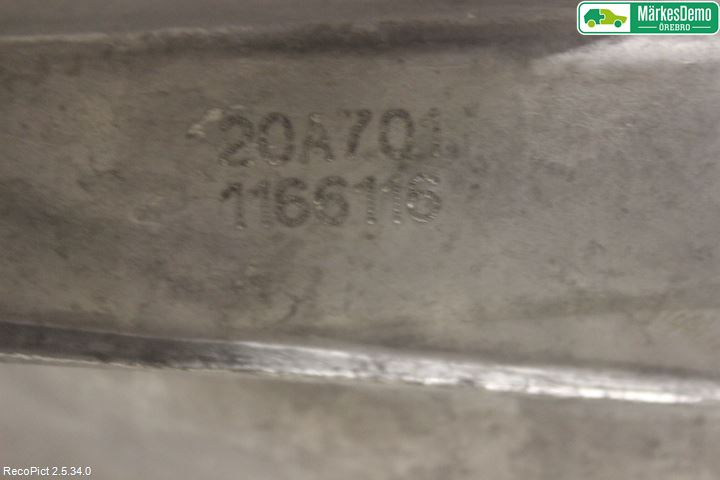 MärkesDemo
ÖREBRO
20A701
1166116
RecoPict 2.5.34.0